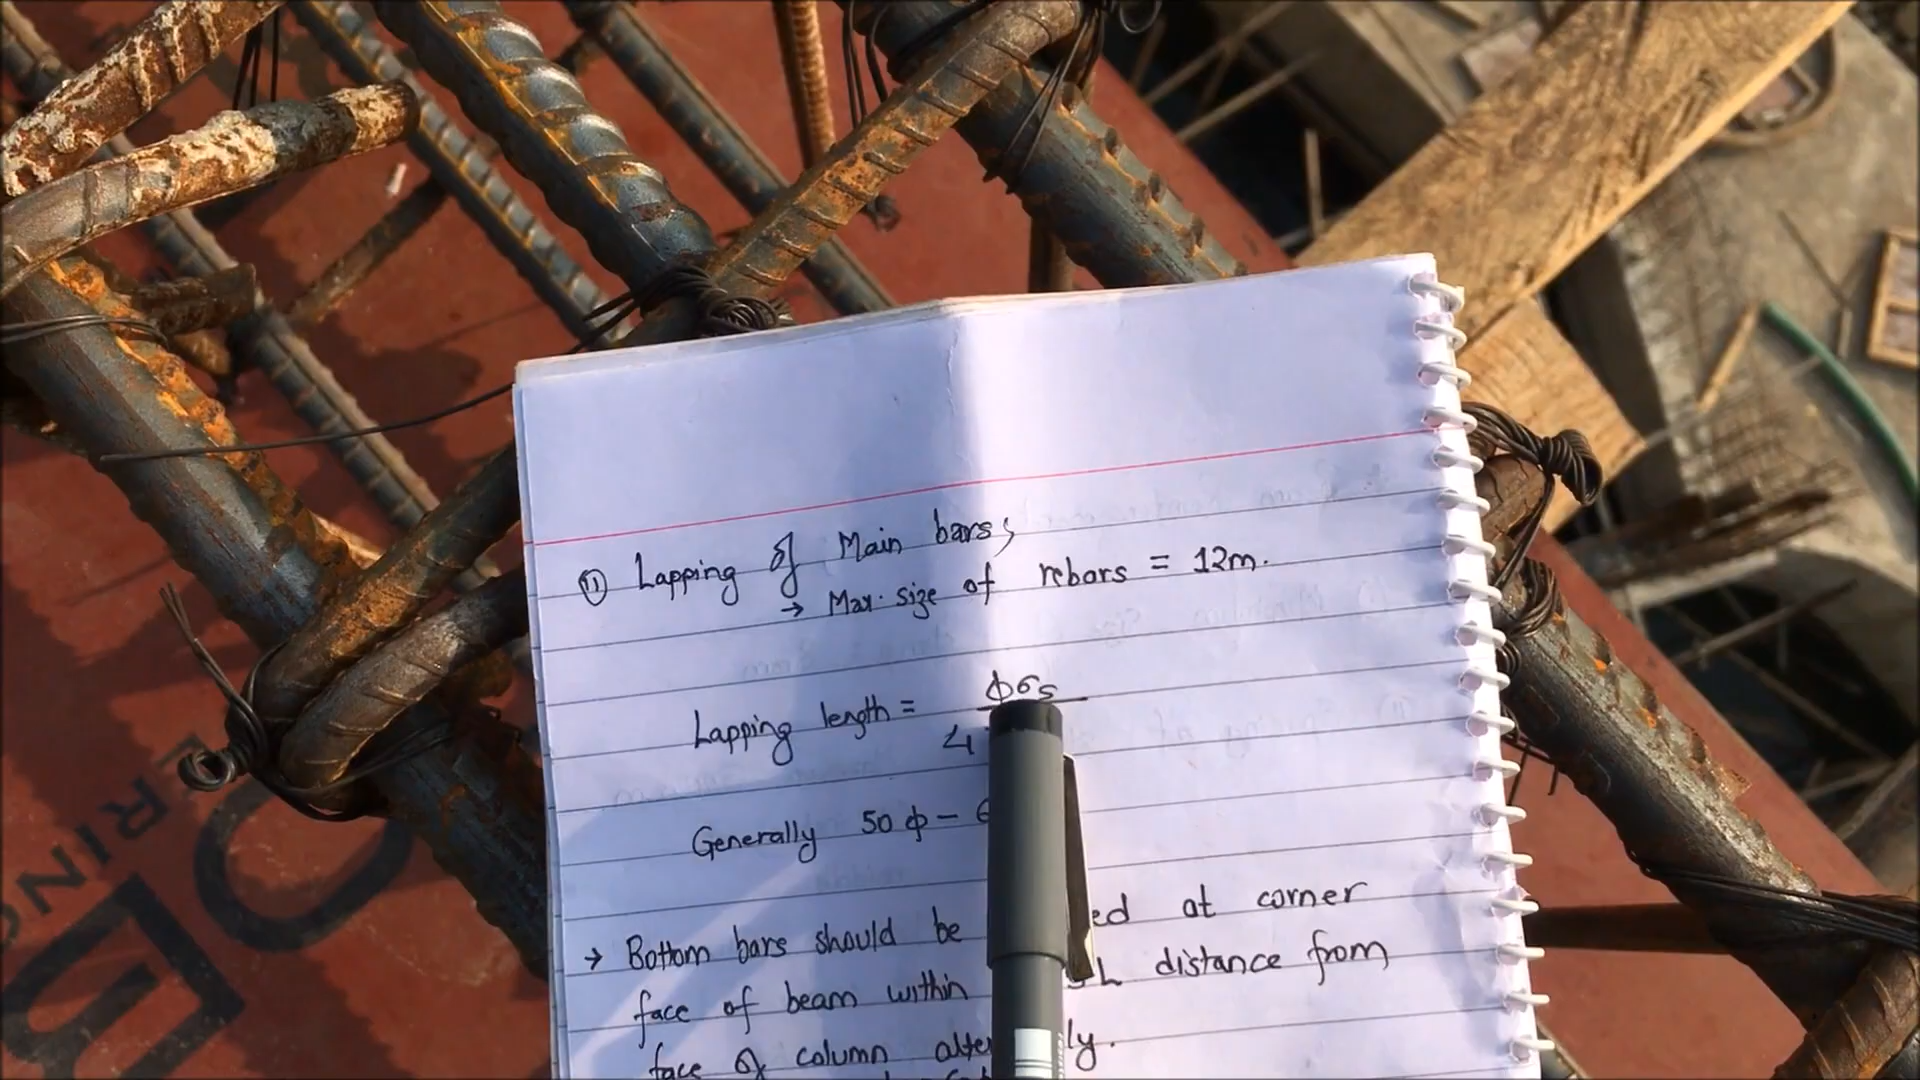 ⑪ Lapping of Main bars;
→ Max. size of rebars = 12m.
Lapping length = ϕσs
4
Generally 50 ϕ –
→ Bottom bars should be ed at corner
face of beam within L distance from
face of column ly.
RING